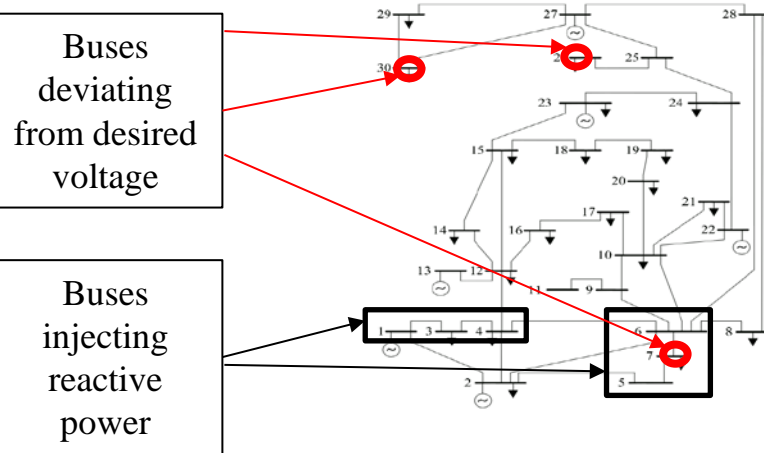 Buses
deviating
from desired
voltage
Buses
injecting
reactive
power
29 27 28
30 2 25
23 24
15 18 19
20
17 21
14 16 22
13 12 10
11 9
1 3 4 6 8
7
2 5